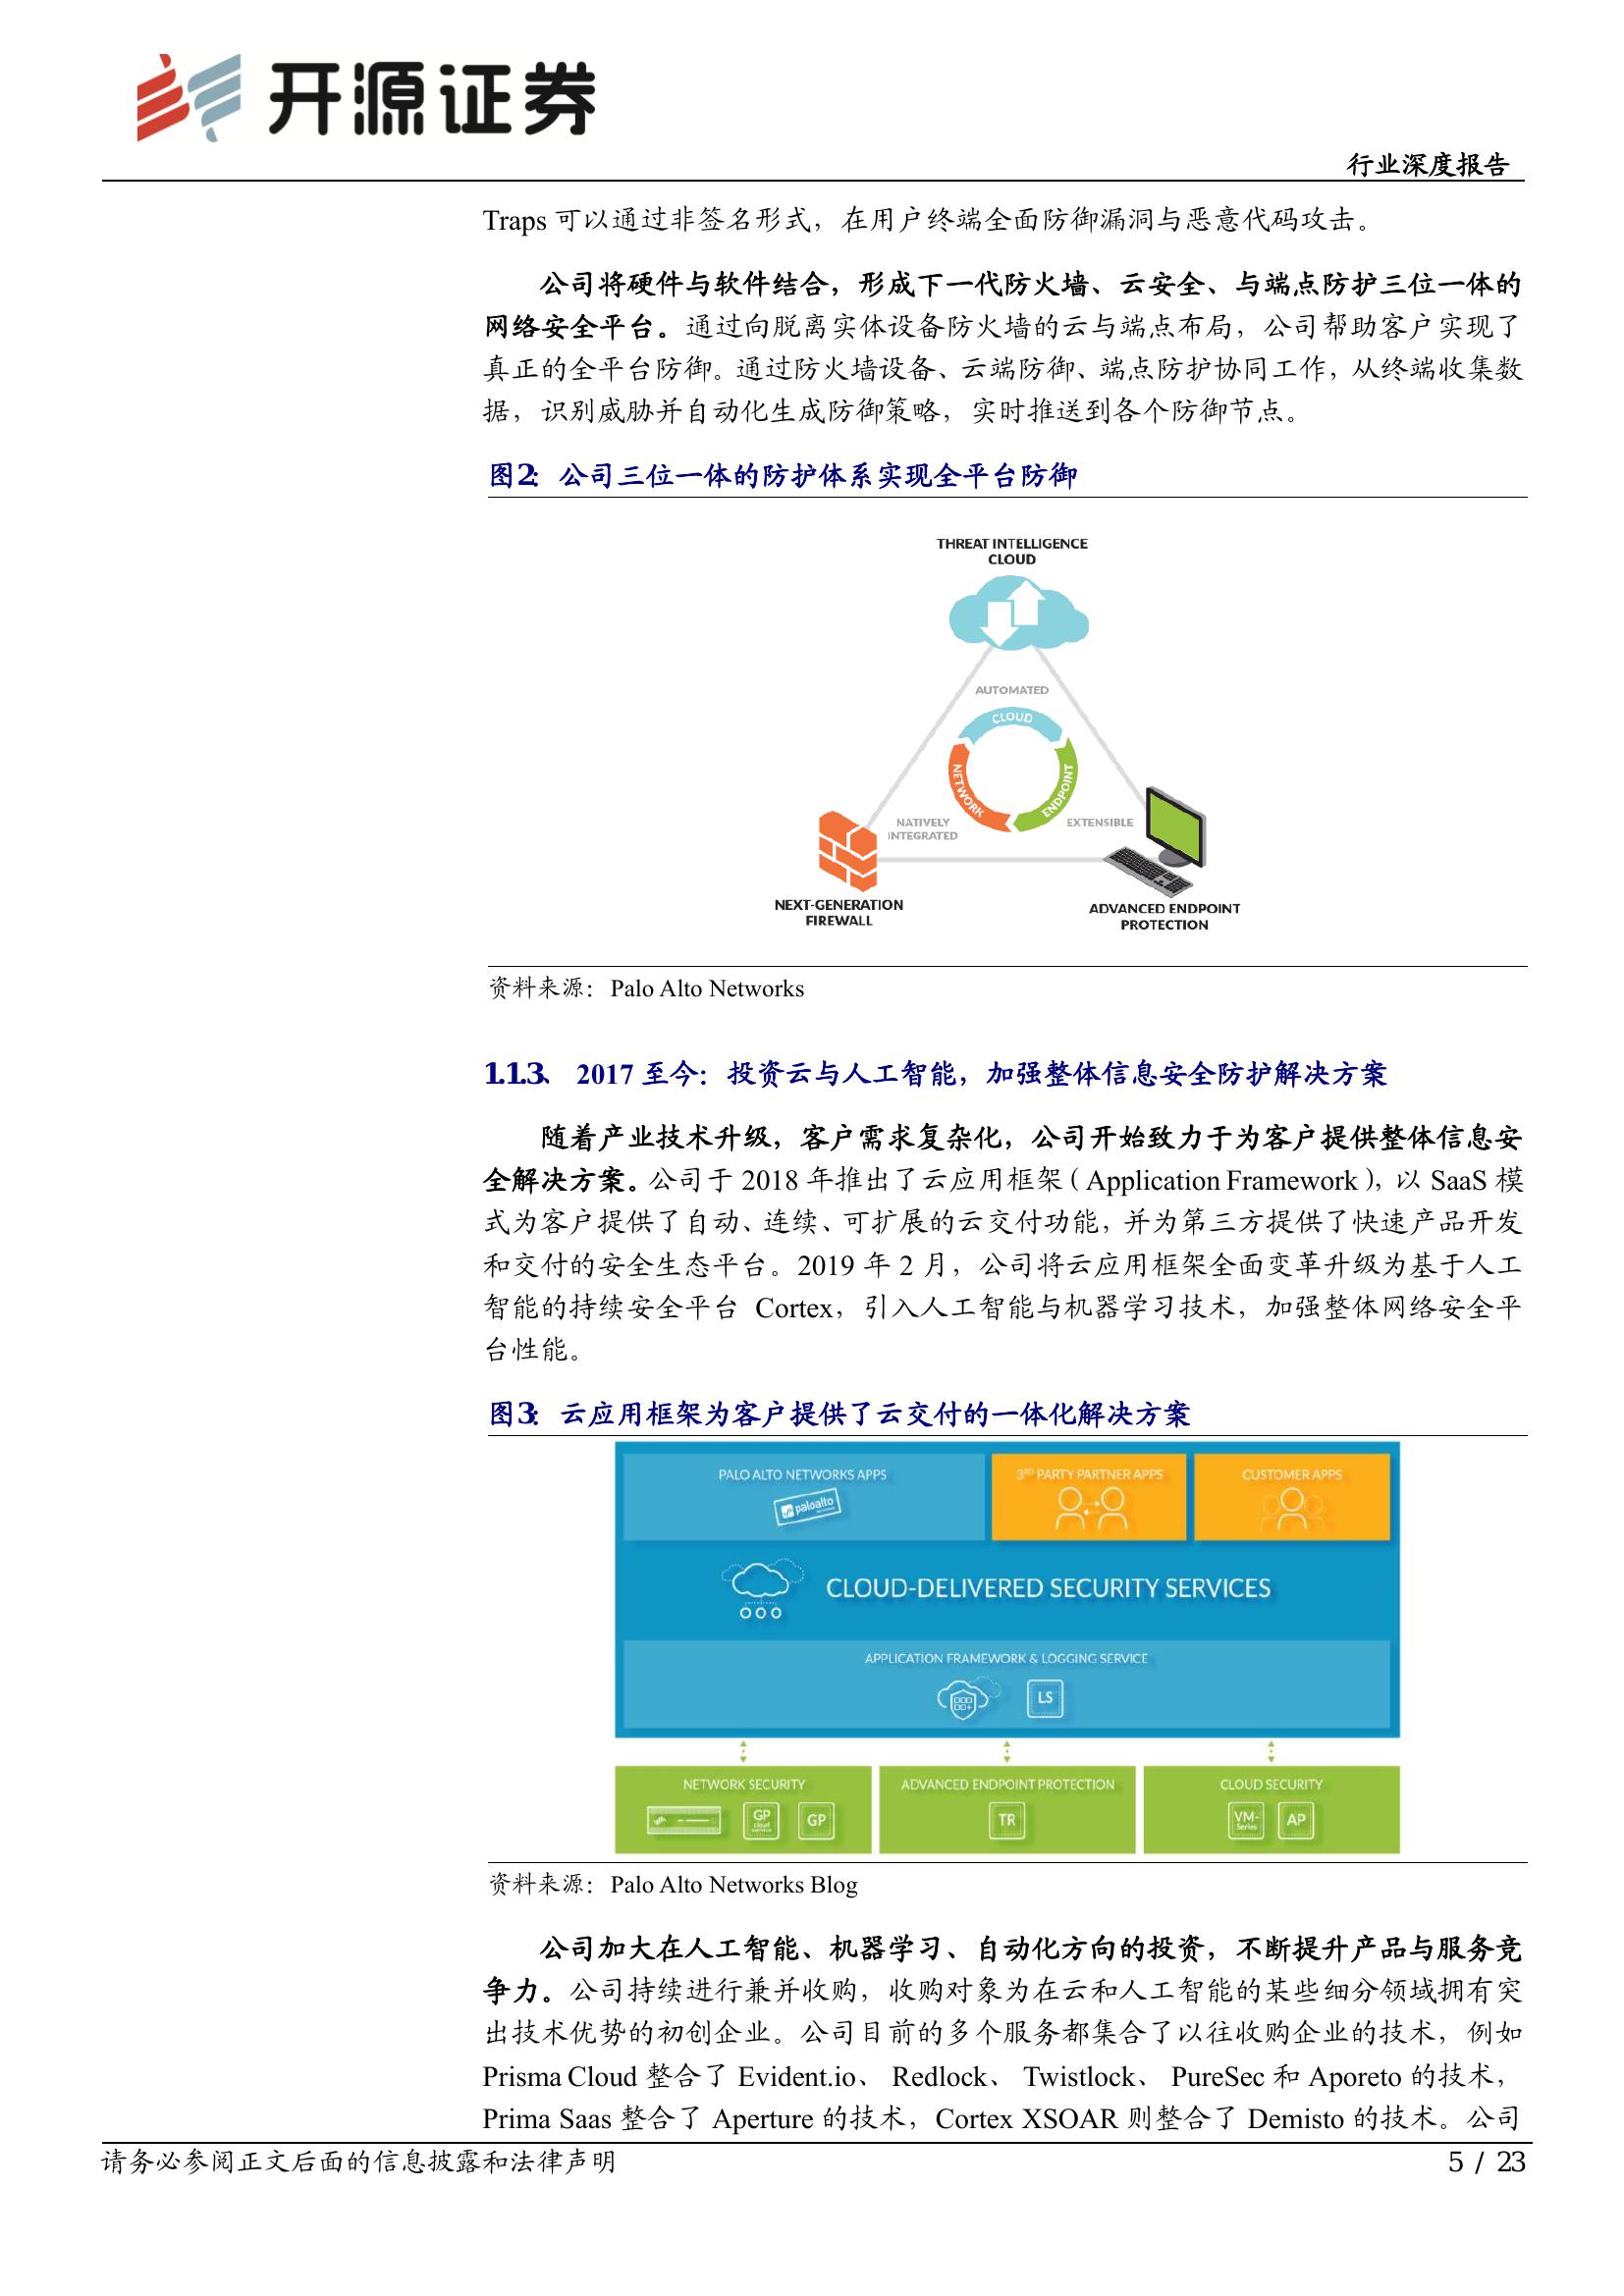 开源证券
行业深度报告
Traps 可以通过非签名形式，在用户终端全面防御漏洞与恶意代码攻击。
公司将硬件与软件结合，形成下一代防火墙、云安全、与端点防护三位一体的
网络安全平台。通过向脱离实体设备防火墙的云与端点布局，公司帮助客户实现了
真正的全平台防御。通过防火墙设备、云端防御、端点防护协同工作，从终端收集数
据，识别威胁并自动化生成防御策略，实时推送到各个防御节点。
图2：公司三位一体的防护体系实现全平台防御
THREAT INTELLIGENCE
CLOUD
AUTOMATED
CLOUD
NETWORK
ENDPOINT
NATIVELY
INTEGRATED
EXTENSIBLE
NEXT-GENERATION
FIREWALL
ADVANCED ENDPOINT
PROTECTION
资料来源：Palo Alto Networks
1.1.3、 2017 至今：投资云与人工智能，加强整体信息安全防护解决方案
随着产业技术升级，客户需求复杂化，公司开始致力于为客户提供整体信息安
全解决方案。公司于 2018 年推出了云应用框架（Application Framework），以 SaaS 模
式为客户提供了自动、连续、可扩展的云交付功能，并为第三方提供了快速产品开发
和交付的安全生态平台。2019 年 2 月，公司将云应用框架全面变革升级为基于人工
智能的持续安全平台 Cortex，引入人工智能与机器学习技术，加强整体网络安全平
台性能。
图3：云应用框架为客户提供了云交付的一体化解决方案
PALO ALTO NETWORKS APPS
paloalto
3RD PARTY PARTNER APPS
CUSTOMER APPS
CLOUD-DELIVERED SECURITY SERVICES
APPLICATION FRAMEWORK & LOGGING SERVICE
LS
NETWORK SECURITY
GP cloud service
GP
ADVANCED ENDPOINT PROTECTION
TR
CLOUD SECURITY
VM-Series
AP
资料来源：Palo Alto Networks Blog
公司加大在人工智能、机器学习、自动化方向的投资，不断提升产品与服务竞
争力。公司持续进行兼并收购，收购对象为在云和人工智能的某些细分领域拥有突
出技术优势的初创企业。公司目前的多个服务都集合了以往收购企业的技术，例如
Prisma Cloud 整合了 Evident.io、 Redlock、 Twistlock、 PureSec 和 Aporeto 的技术，
Prima Saas 整合了 Aperture 的技术，Cortex XSOAR 则整合了 Demisto 的技术。公司
请务必参阅正文后面的信息披露和法律声明
5 / 23